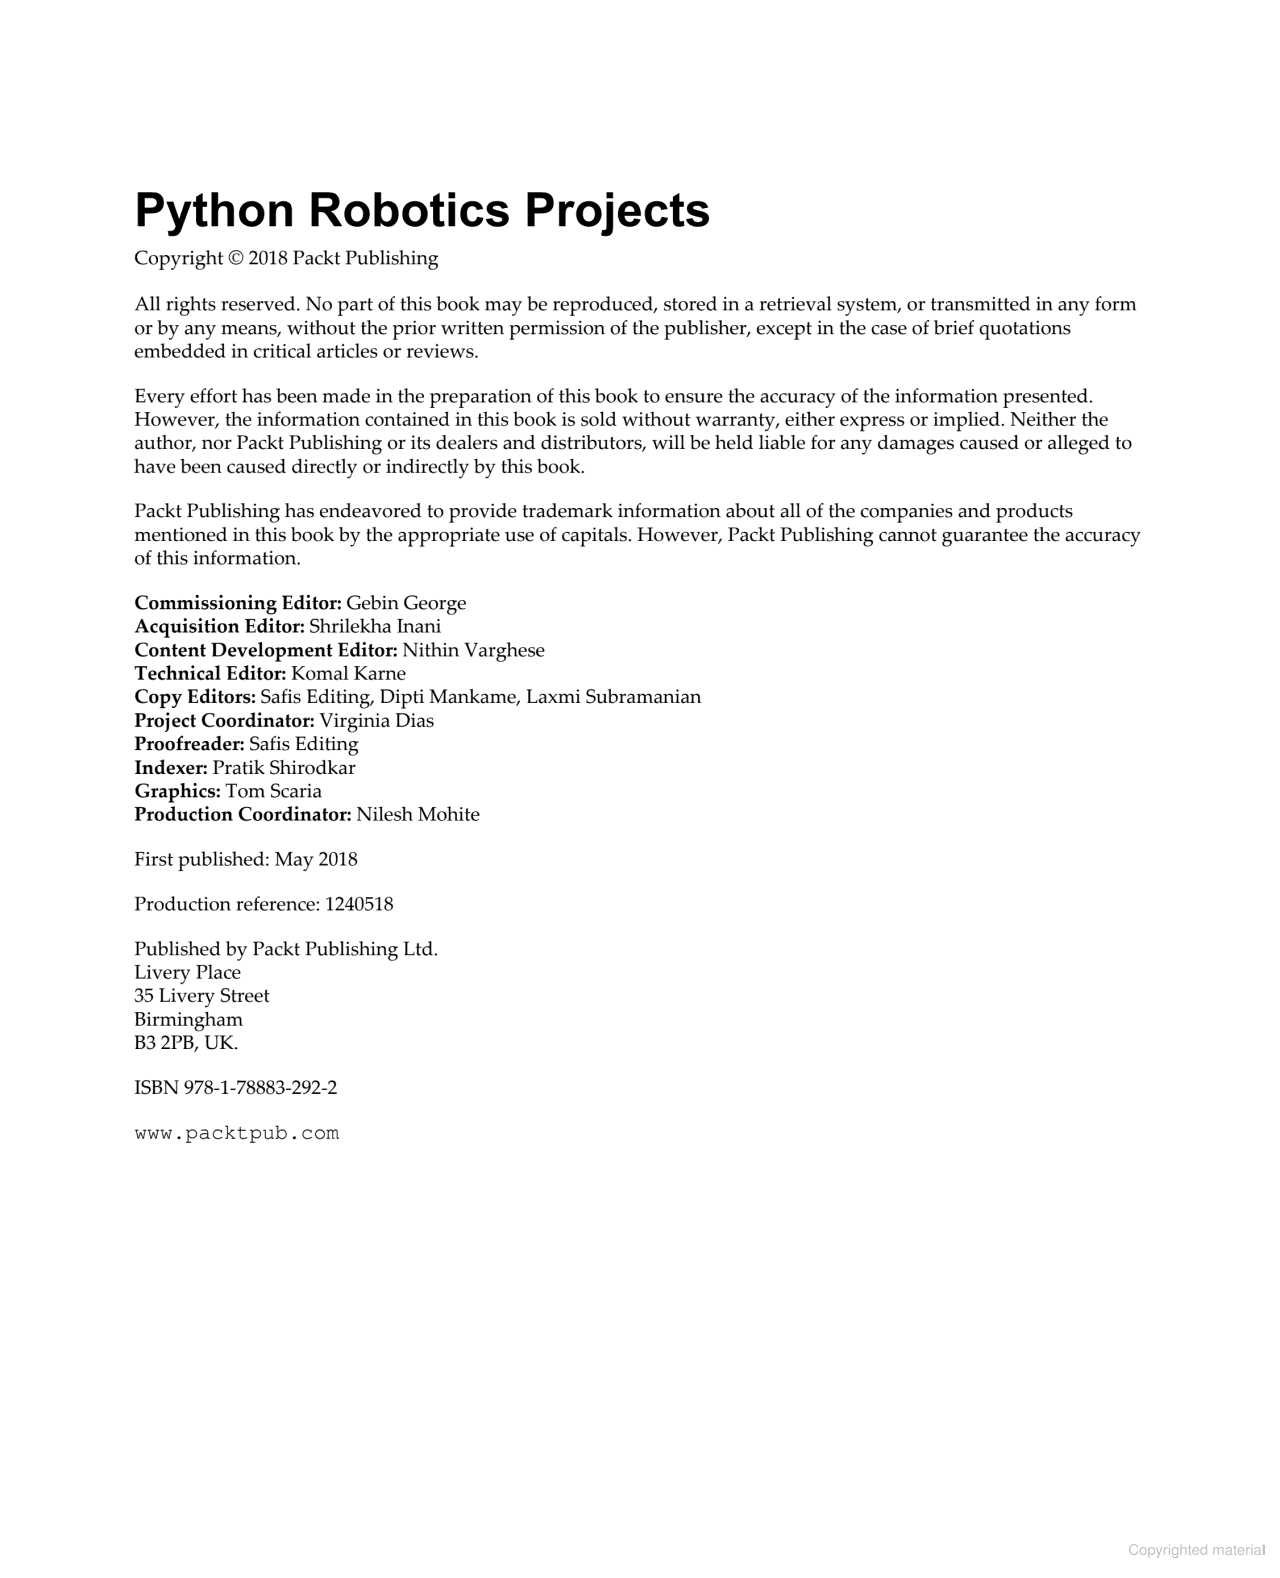 Python Robotics Projects
Copyright © 2018 Packt Publishing
All rights reserved. No part of this book may be reproduced, stored in a retrieval system, or transmitted in any form
or by any means, without the prior written permission of the publisher, except in the case of brief quotations
embedded in critical articles or reviews.
Every effort has been made in the preparation of this book to ensure the accuracy of the information presented.
However, the information contained in this book is sold without warranty, either express or implied. Neither the
author, nor Packt Publishing or its dealers and distributors, will be held liable for any damages caused or alleged to
have been caused directly or indirectly by this book.
Packt Publishing has endeavored to provide trademark information about all of the companies and products
mentioned in this book by the appropriate use of capitals. However, Packt Publishing cannot guarantee the accuracy
of this information.
Commissioning Editor: Gebin George
Acquisition Editor: Shrilekha Inani
Content Development Editor: Nithin Varghese
Technical Editor: Komal Karne
Copy Editors: Safis Editing, Dipti Mankame, Laxmi Subramanian
Project Coordinator: Virginia Dias
Proofreader: Safis Editing
Indexer: Pratik Shirodkar
Graphics: Tom Scaria
Production Coordinator: Nilesh Mohite
First published: May 2018
Production reference: 1240518
Published by Packt Publishing Ltd.
Livery Place
35 Livery Street
Birmingham
B3 2PB, UK.
ISBN 978-1-78883-292-2
www.packtpub.com
Copyrighted material